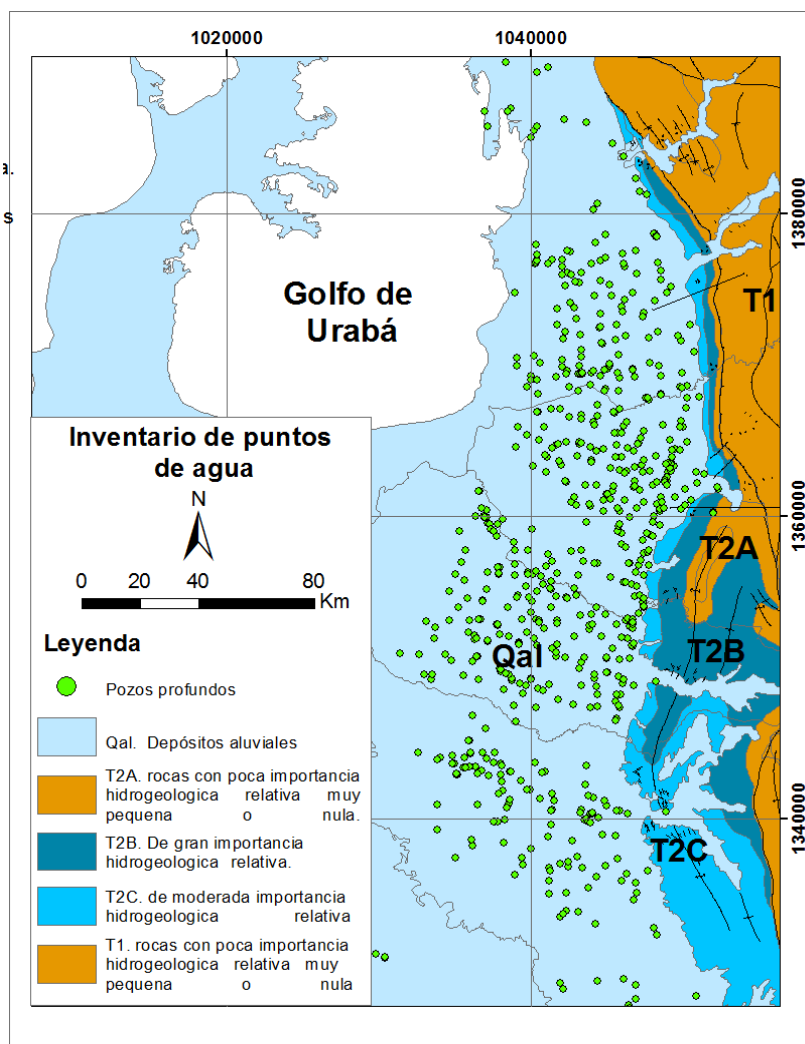 1020000
1040000
a.
s
1380000
Golfo de
Urabá
T1
Inventario de puntos
de agua
N
0 20 40 80
Km
1360000
T2A
T2B
Qal
Leyenda
Pozos profundos
Qal. Depósitos aluviales
T2A. rocas con poca importancia
hidrogeologica relativa muy
pequena o nula.
T2B. De gran importancia
hidrogeologica relativa.
T2C. de moderada importancia
hidrogeologica relativa
T1. rocas con poca importancia
hidrogeologica relativa muy
pequena o nula
1340000
T2C